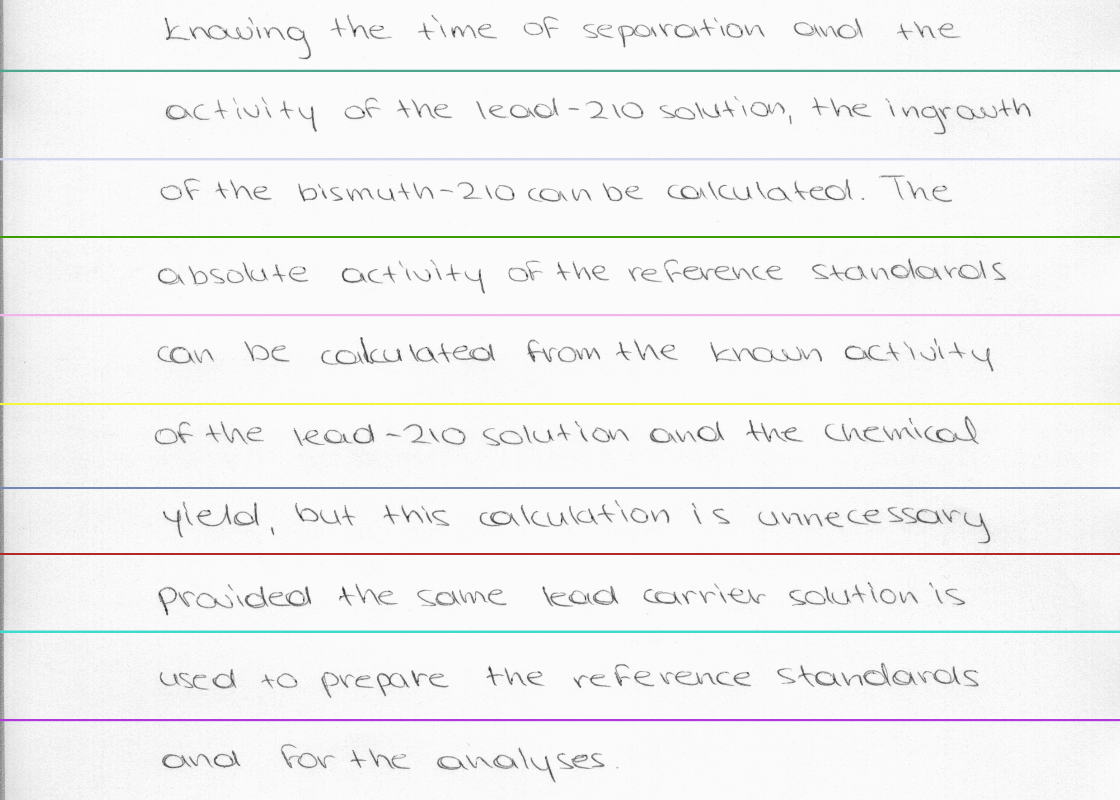 Knowing the time of separation and the
activity of the lead-210 solution, the ingrowth
of the bismuth-210 can be calculated. The
absolute activity of the reference standards
can be calculated from the known activity
of the lead-210 solution and the chemical
yield, but this calculation is unnecessary
provided the same lead carrier solution is
used to prepare the reference standards
and for the analyses.